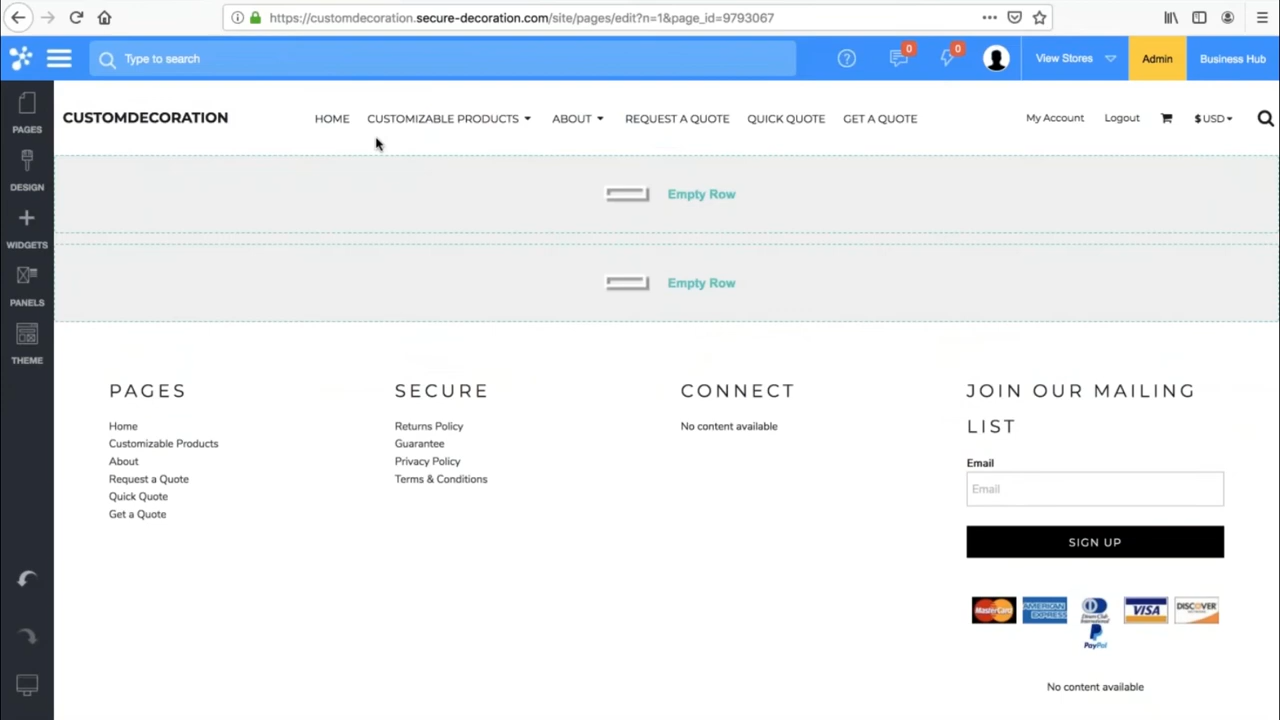 https://customdecoration.secure-decoration.com/site/pages/edit?n=1&page_id=9793067
Type to search
0
0
View Stores
Admin
Business Hub
PAGES
DESIGN
WIDGETS
PANELS
THEME
CUSTOMDECORATION
HOME
CUSTOMIZABLE PRODUCTS
ABOUT
REQUEST A QUOTE
QUICK QUOTE
GET A QUOTE
My Account
Logout
$ USD
Empty Row
Empty Row
PAGES
Home
Customizable Products
About
Request a Quote
Quick Quote
Get a Quote
SECURE
Returns Policy
Guarantee
Privacy Policy
Terms & Conditions
CONNECT
No content available
JOIN OUR MAILING
LIST
Email
Email
SIGN UP
MasterCard
AMERICAN EXPRESS
Diners Club International
VISA
DISCOVER
PayPal
No content available